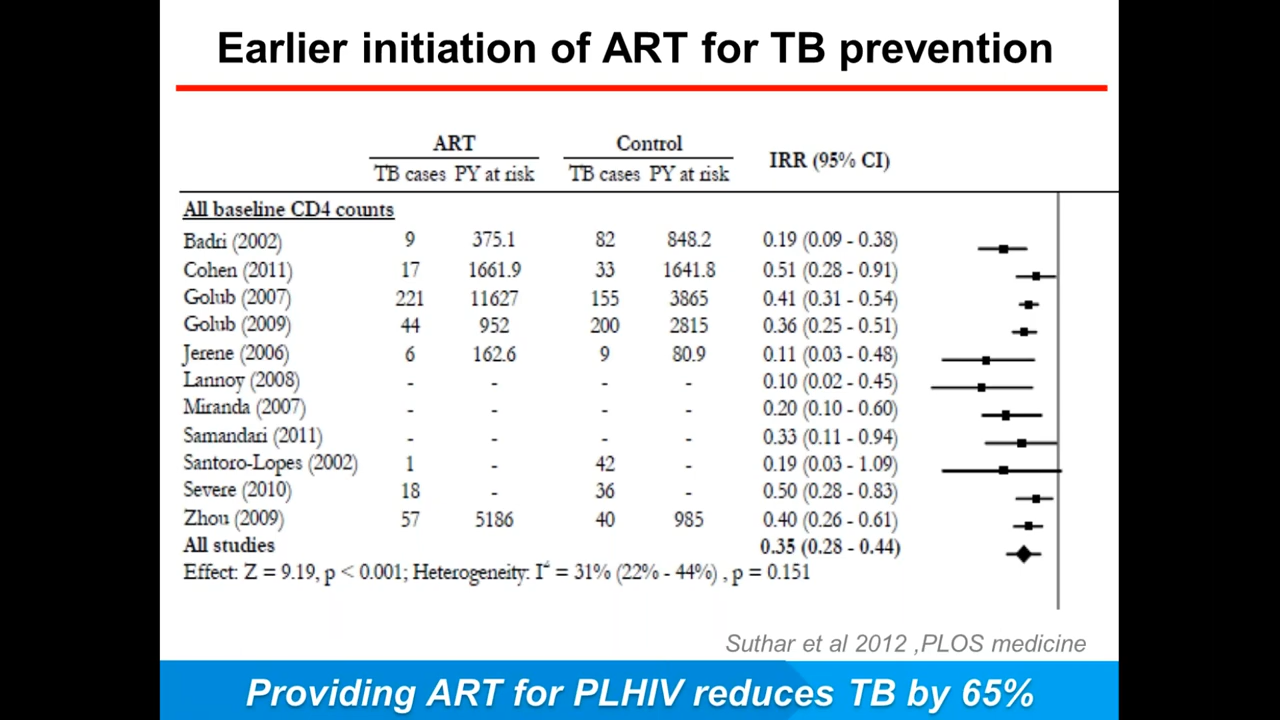 Earlier initiation of ART for TB prevention
ART Control IRR (95% CI)
TB cases PY at risk TB cases PY at risk
All baseline CD4 counts
Badri (2002) 9 375.1 82 848.2 0.19 (0.09 - 0.38)
Cohen (2011) 17 1661.9 33 1641.8 0.51 (0.28 - 0.91)
Golub (2007) 221 11627 155 3865 0.41 (0.31 - 0.54)
Golub (2009) 44 952 200 2815 0.36 (0.25 - 0.51)
Jerene (2006) 6 162.6 9 80.9 0.11 (0.03 - 0.48)
Lannoy (2008) - - - - 0.10 (0.02 - 0.45)
Miranda (2007) - - - - 0.20 (0.10 - 0.60)
Samandari (2011) - - - - 0.33 (0.11 - 0.94)
Santoro-Lopes (2002) 1 - 42 - 0.19 (0.03 - 1.09)
Severe (2010) 18 - 36 - 0.50 (0.28 - 0.83)
Zhou (2009) 57 5186 40 985 0.40 (0.26 - 0.61)
All studies 0.35 (0.28 - 0.44)
Effect: Z = 9.19, p < 0.001; Heterogeneity: I² = 31% (22% - 44%) , p = 0.151
Suthar et al 2012 ,PLOS medicine
Providing ART for PLHIV reduces TB by 65%